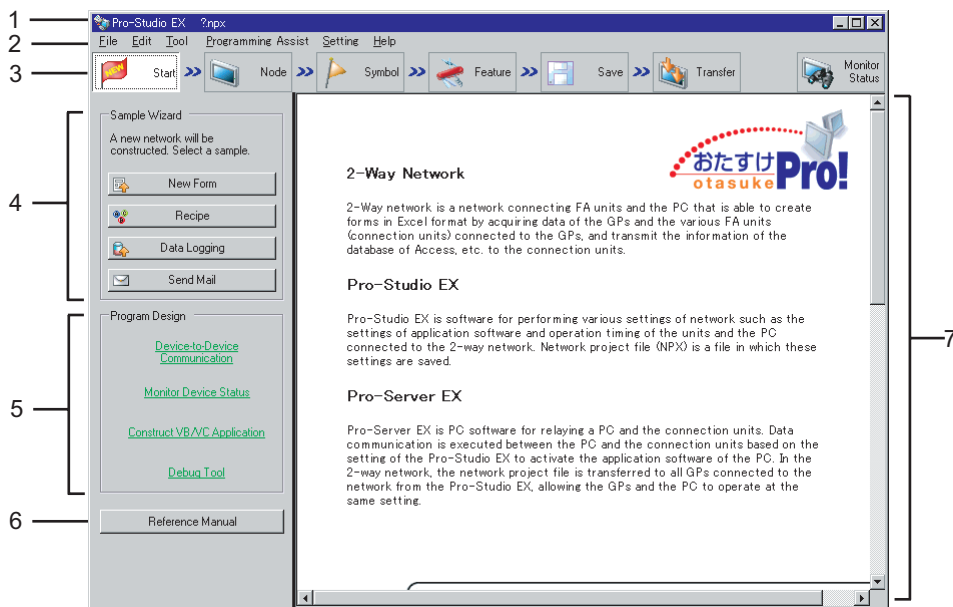 1
Pro-Studio EX ?.npx
2
File Edit Tool Programming Assist Setting Help
3
NEW Start Node Symbol Feature Save Transfer Monitor Status
4
Sample Wizard
A new network will be
constructed. Select a sample.
New Form
Recipe
Data Logging
Send Mail
5
Program Design
Device-to-Device
Communication
Monitor Device Status
Construct VB/VC Application
Debug Tool
6
Reference Manual
7
おたすけ Pro!
otasuke
2-Way Network
2-Way network is a network connecting FA units and the PC that is able to create
forms in Excel format by acquiring data of the GPs and the various FA units
(connection units) connected to the GPs, and transmit the information of the
database of Access, etc. to the connection units.
Pro-Studio EX
Pro-Studio EX is software for performing various settings of network such as the
settings of application software and operation timing of the units and the PC
connected to the 2-way network. Network project file (NPX) is a file in which these
settings are saved.
Pro-Server EX
Pro-Server EX is PC software for relaying a PC and the connection units. Data
communication is executed between the PC and the connection units based on the
setting of the Pro-Studio EX to activate the application software of the PC. In the
2-way network, the network project file is transferred to all GPs connected to the
network from the Pro-Studio EX, allowing the GPs and the PC to operate at the
same setting.